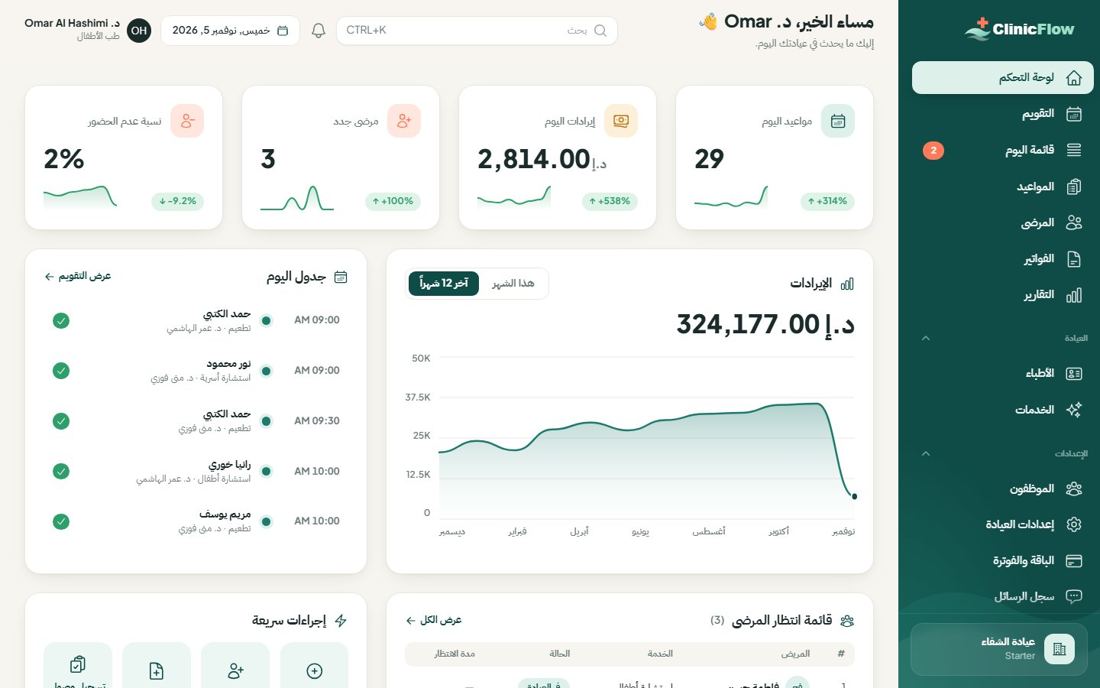 ClinicFlow
لوحة التحكم
التقويم
قائمة اليوم
2
المواعيد
المرضى
الفواتير
التقارير
العيادة
الأطباء
الخدمات
الإعدادات
الموظفون
إعدادات العيادة
الباقة والفوترة
سجل الرسائل
عيادة الشفاء
Starter
مساء الخير، د. Omar 👋
إليك ما يحدث في عيادتك اليوم.
بحث
CTRL+K
خميس, نوفمبر 5, 2026
OH
د. Omar Al Hashimi
طب الأطفال
مواعيد اليوم
29
↑ +314%
إيرادات اليوم
د.إ 2,814.00
↑ +538%
مرضى جدد
3
↑ +100%
نسبة عدم الحضور
2%
↓ -9.2%
الإيرادات
هذا الشهر
آخر 12 شهراً
د.إ 324,177.00
50K
37.5K
25K
12.5K
0
ديسمبر
فبراير
أبريل
يونيو
أغسطس
أكتوبر
نوفمبر
جدول اليوم
عرض التقويم ←
09:00 AM
حمد الكتبي
تطعيم · د. عمر الهاشمي
09:00 AM
نور محمود
استشارة أسرية · د. منى فوزي
09:30 AM
حمد الكتبي
تطعيم · د. منى فوزي
10:00 AM
رانيا خوري
استشارة أطفال · د. عمر الهاشمي
10:00 AM
مريم يوسف
تطعيم · د. منى فوزي
قائمة انتظار المرضى (3)
عرض الكل ←
#
المريض
الخدمة
الحالة
مدة الانتظار
إجراءات سريعة